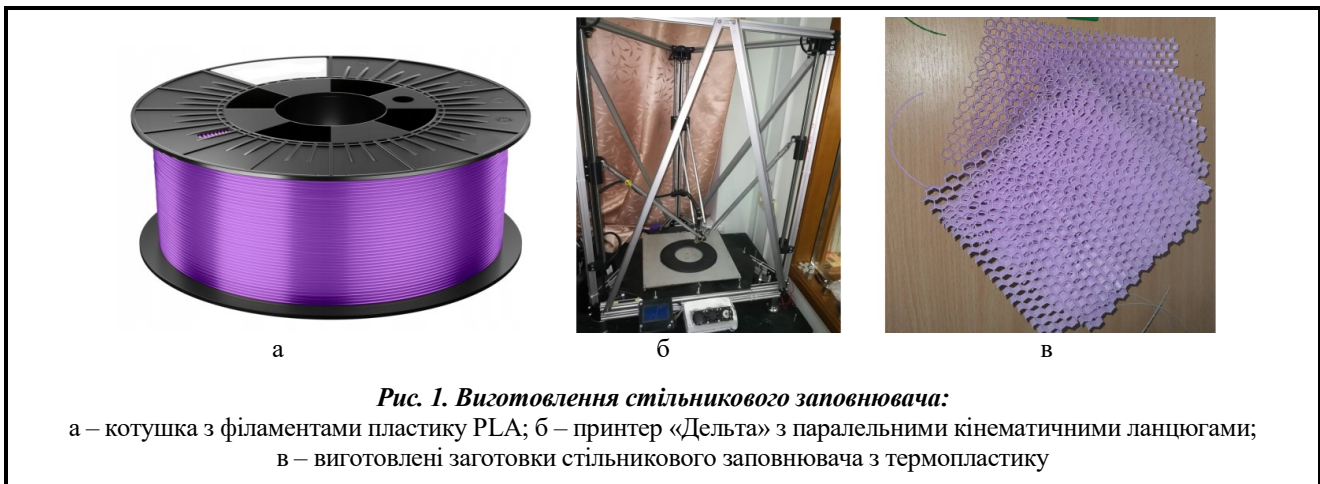 а
б
в
Рис. 1. Виготовлення стільникового заповнювача:
а – котушка з філаментами пластику PLA; б – принтер «Дельта» з паралельними кінематичними ланцюгами;
в – виготовлені заготовки стільникового заповнювача з термопластику